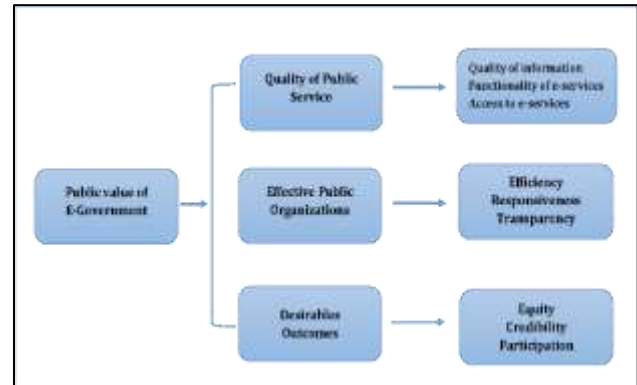 Quality of Public
Service
Quality of information
Functionality of e-services
Access to e-services
Public value of
E-Government
Effective Public
Organizations
Efficiency
Responsiveness
Transparency
Desirables
Outcomes
Equity
Credibility
Participation